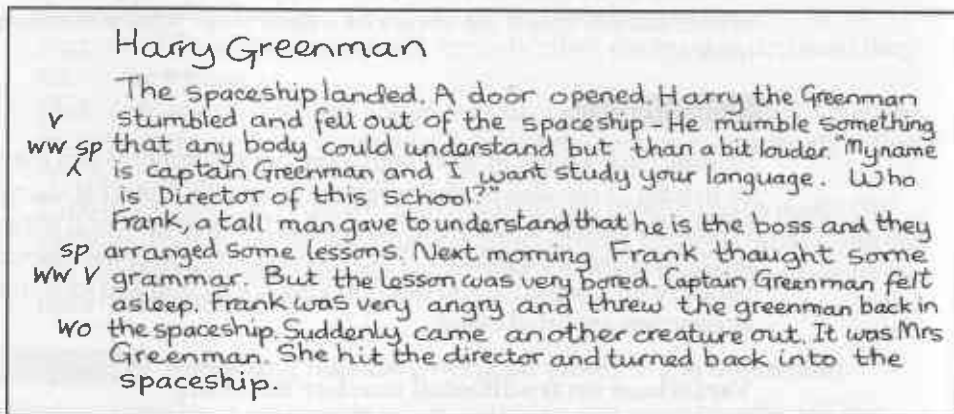 Harry Greenman
The spaceship landed. A door opened. Harry the Greenman
V stumbled and fell out of the spaceship - He mumble something
ww sp that any body could understand but than a bit louder. "My name
⁁ is captain Greenman and I want study your language. Who
is Director of this school?"
Frank, a tall man gave to understand that he is the boss and they
sp arranged some lessons. Next morning Frank thaught some
ww V grammar. But the lesson was very bored. Captain Greenman felt
asleep. Frank was very angry and threw the greenman back in
wo the spaceship. Suddenly came another creature out. It was Mrs
Greenman. She hit the director and turned back into the
spaceship.